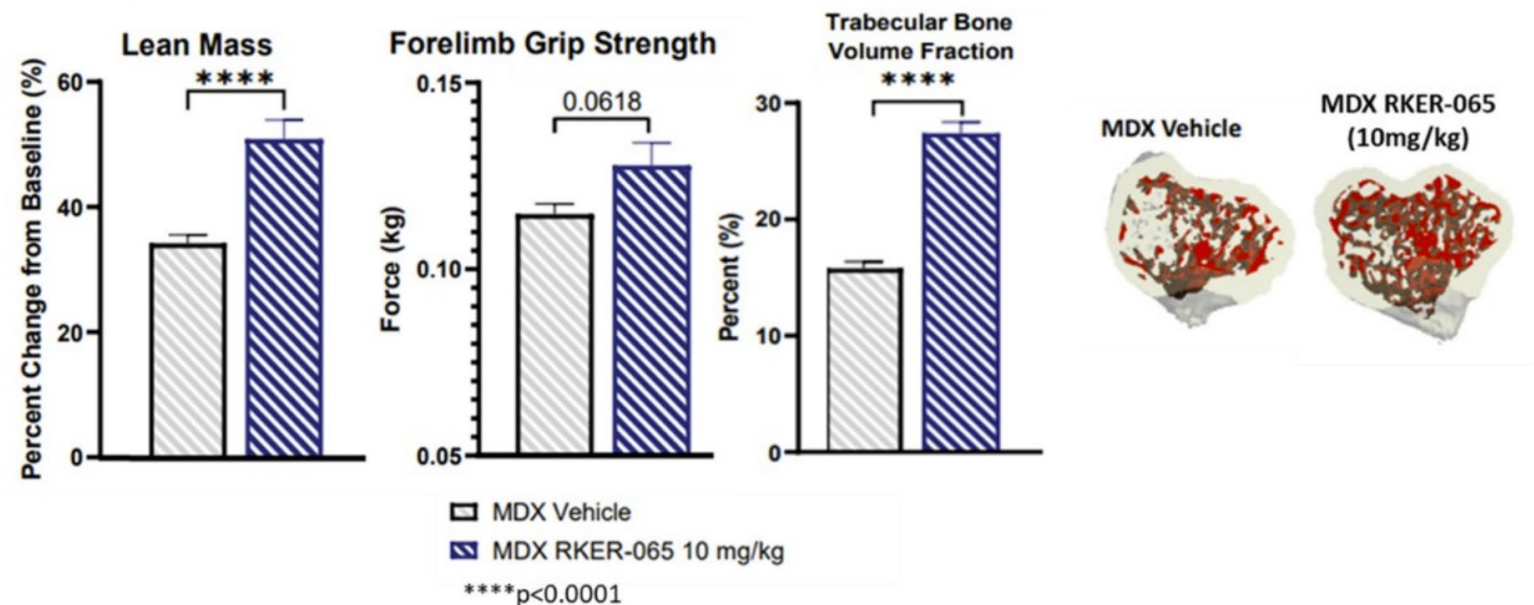 Lean Mass
****
Percent Change from Baseline (%)
60
40
20
0
Forelimb Grip Strength
0.0618
Force (kg)
0.15
0.10
0.05
Trabecular Bone
Volume Fraction
****
Percent (%)
30
20
10
0
MDX Vehicle
MDX RKER-065
(10mg/kg)
MDX Vehicle
MDX RKER-065 10 mg/kg
****p<0.0001